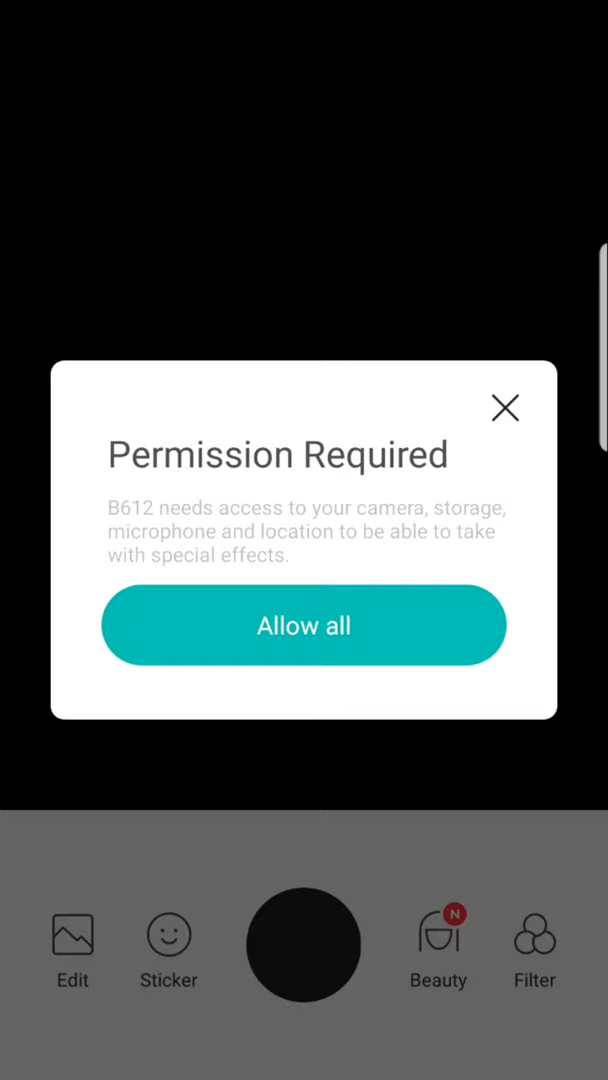 Permission Required
B612 needs access to your camera, storage,
microphone and location to be able to take
with special effects.
Allow all
N
Edit
Sticker
Beauty
Filter